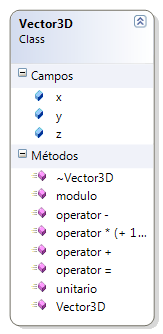 Vector3D
Class
Campos
x
y
z
Métodos
~Vector3D
modulo
operator -
operator * (+ 1...
operator +
operator =
unitario
Vector3D